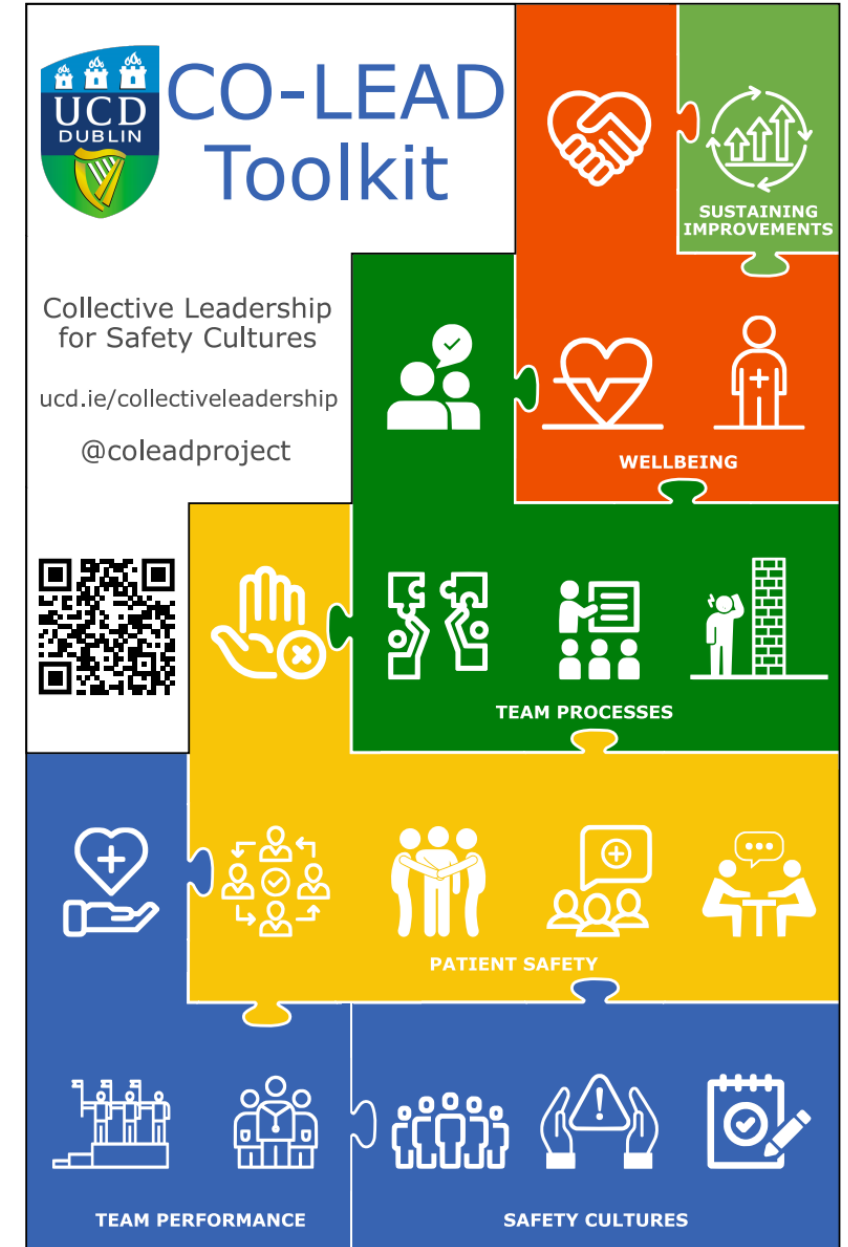 UCD
DUBLIN
CO-LEAD
Toolkit
Collective Leadership
for Safety Cultures
ucd.ie/collectiveleadership
@coleadproject
SUSTAINING
IMPROVEMENTS
WELLBEING
TEAM PROCESSES
PATIENT SAFETY
TEAM PERFORMANCE
SAFETY CULTURES